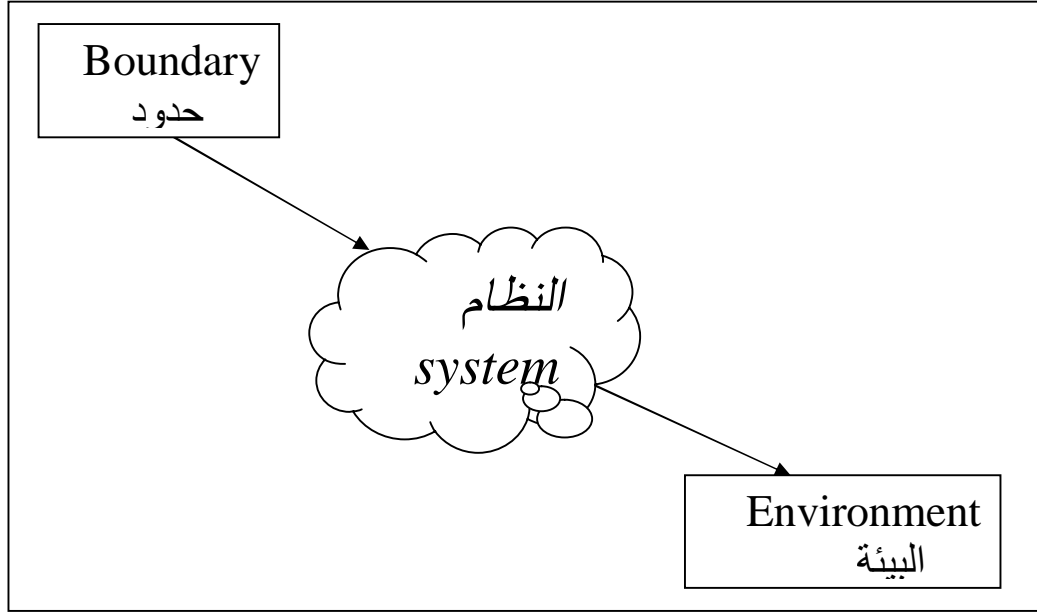 Boundary
حدود
النظام
system
Environment
البيئة